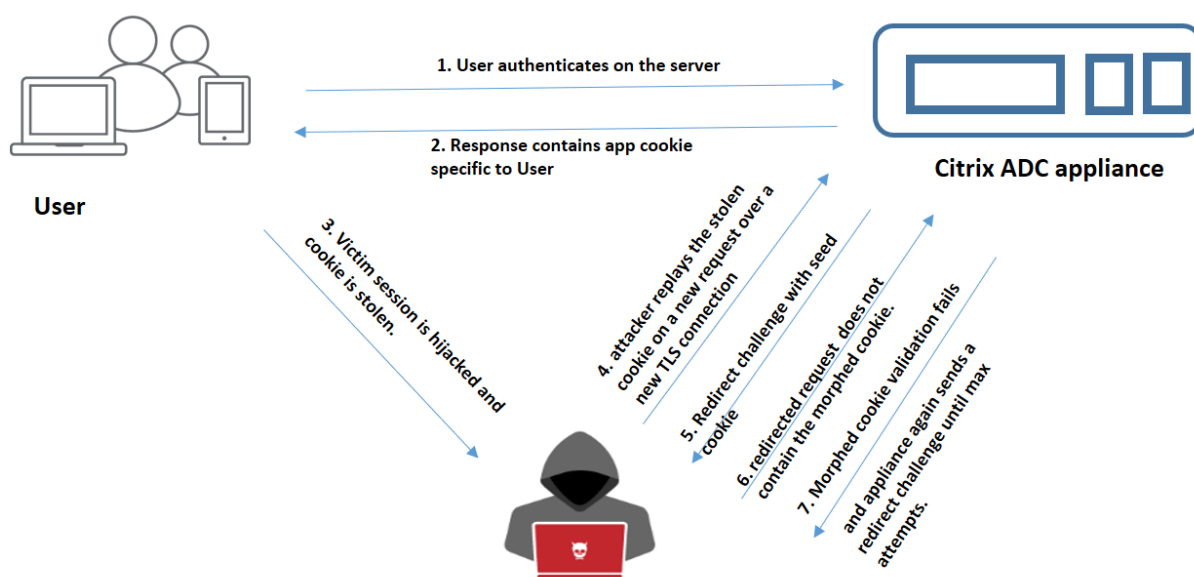 1. User authenticates on the server
2. Response contains app cookie
specific to User
User
Citrix ADC appliance
3. Victim session is hijacked and
cookie is stolen.
4. attacker replays the stolen
cookie on a new request over a
new TLS connection
5. Redirect challenge with seed
cookie
6. redirected request does not
contain the morphed cookie.
7. Morphed cookie validation fails
and appliance again sends a
redirect challenge until max
attempts.